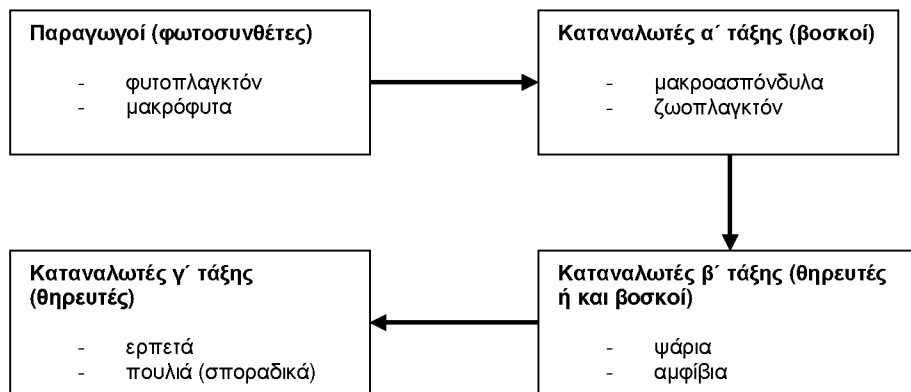 Παραγωγοί (φωτοσυνθέτες)
- φυτοπλαγκτόν
- μακρόφυτα
Καταναλωτές α΄ τάξης (βοσκοί)
- μακροασπόνδυλα
- ζωοπλαγκτόν
Καταναλωτές β΄ τάξης (θηρευτές
ή και βοσκοί)
- ψάρια
- αμφίβια
Καταναλωτές γ΄ τάξης
(θηρευτές)
- ερπετά
- πουλιά (σποραδικά)